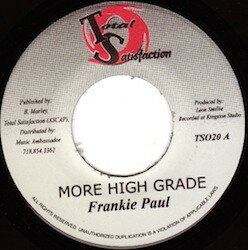 Total
Satisfaction
Published by:
B. Marley,
Total Satisfaction (ASCAP),
Distributed by:
Music Ambassador
718.854.3362
Produced by:
Leon Smillie
Recorded at Kingston Studio
TSO20 A
MORE HIGH GRADE
Frankie Paul
ALL RIGHTS RESERVED. UNAUTHORIZED DUPLICATION IS A VIOLATION OF APPLICABLE LAWS